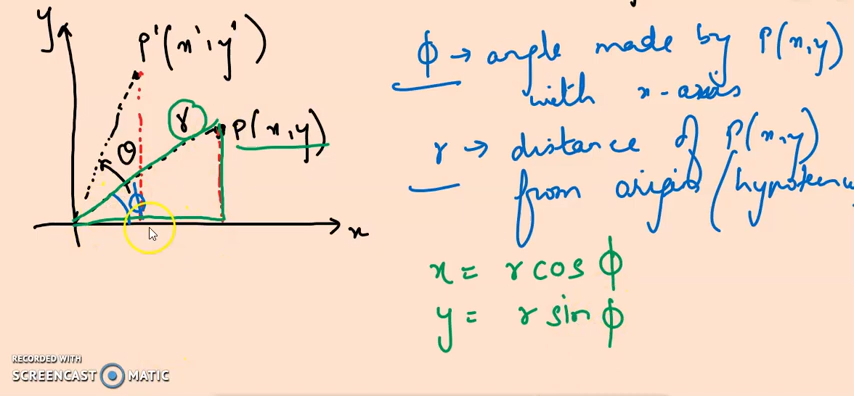 y
P'(x',y')
r
P(x,y)
θ
ϕ
x
ϕ → angle made by P(x,y)
with x-axis
r → distance of P(x,y)
from origin/hypotenu
x = r cos ϕ
y = r sin ϕ
RECORDED WITH
SCREENCAST MATIC